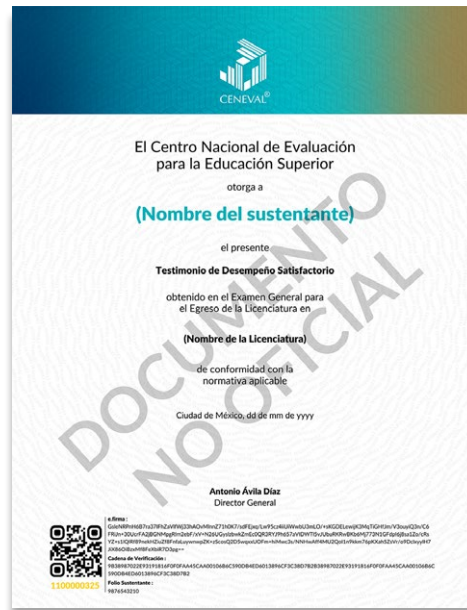 CENEVAL®
El Centro Nacional de Evaluación
para la Educación Superior
otorga a
(Nombre del sustentante)
el presente
Testimonio de Desempeño Satisfactorio
obtenido en el Examen General para
el Egreso de la Licenciatura en
(Nombre de la Licenciatura)
de conformidad con la
normativa aplicable
Ciudad de México, dd de mm de yyyy
DOCUMENTO
NO OFICIAL
Antonio Ávila Díaz
Director General
e.firma :
Cadena de Verificación :
Folio Sustentante :
9876543210
1100000325